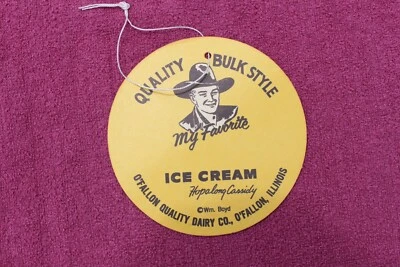 QUALITY BULK STYLE
My Favorite
ICE CREAM
Hopalong Cassidy
©Wm. Boyd
O'FALLON QUALITY DAIRY CO., O'FALLON, ILLINOIS